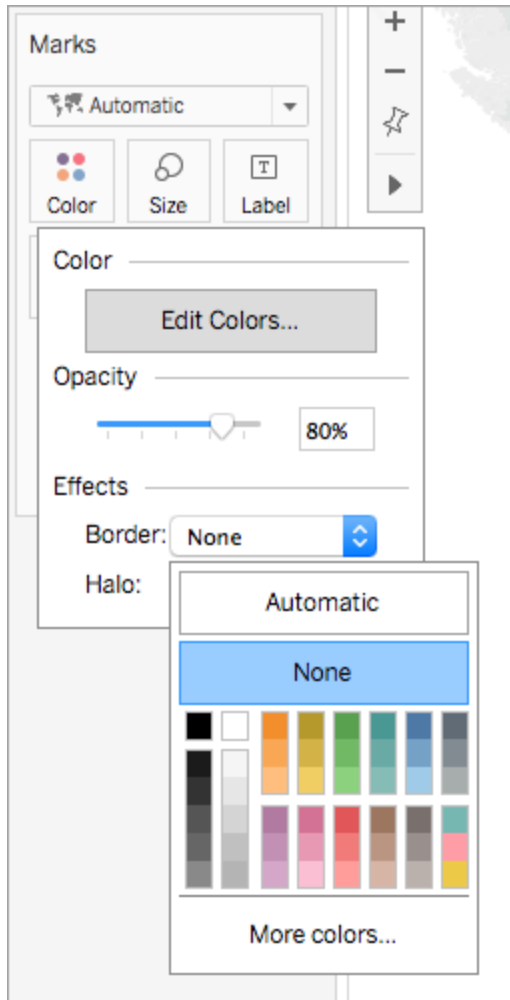 Marks
Automatic
Color Size Label
Color
Edit Colors...
Opacity
80%
Effects
Border: None
Halo:
Automatic
None
More colors...